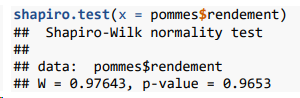 shapiro.test(x = pommes$rendement)
## Shapiro-Wilk normality test
##
## data: pommes$rendement
## W = 0.97643, p-value = 0.9653